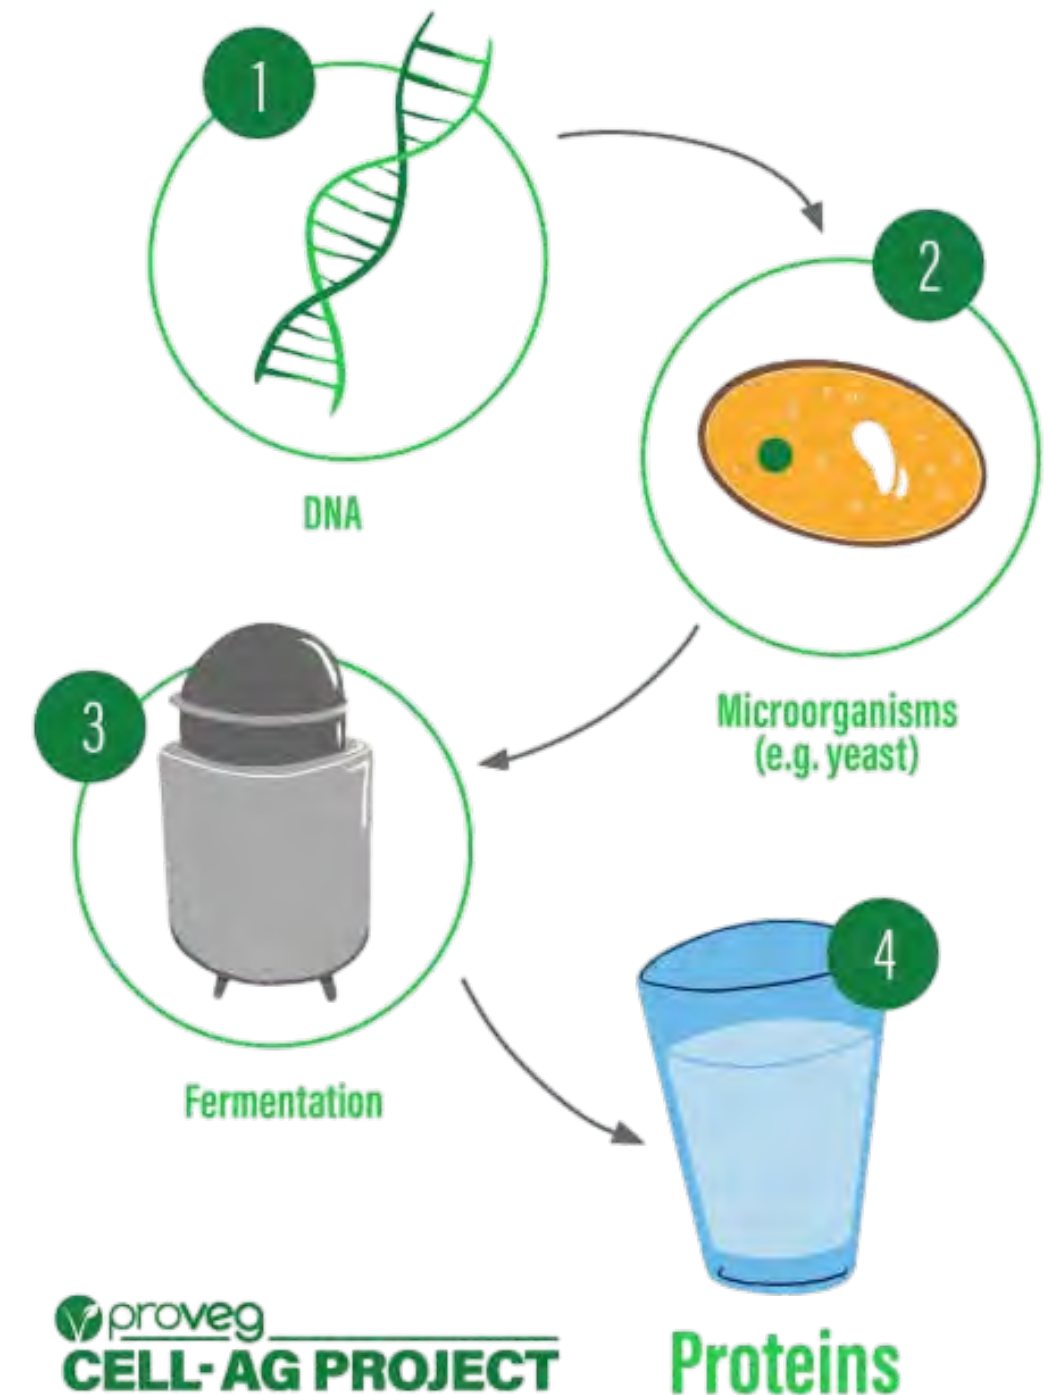 1
DNA
2
Microorganisms
(e.g. yeast)
3
Fermentation
4
Proteins
proveg
CELL-AG PROJECT